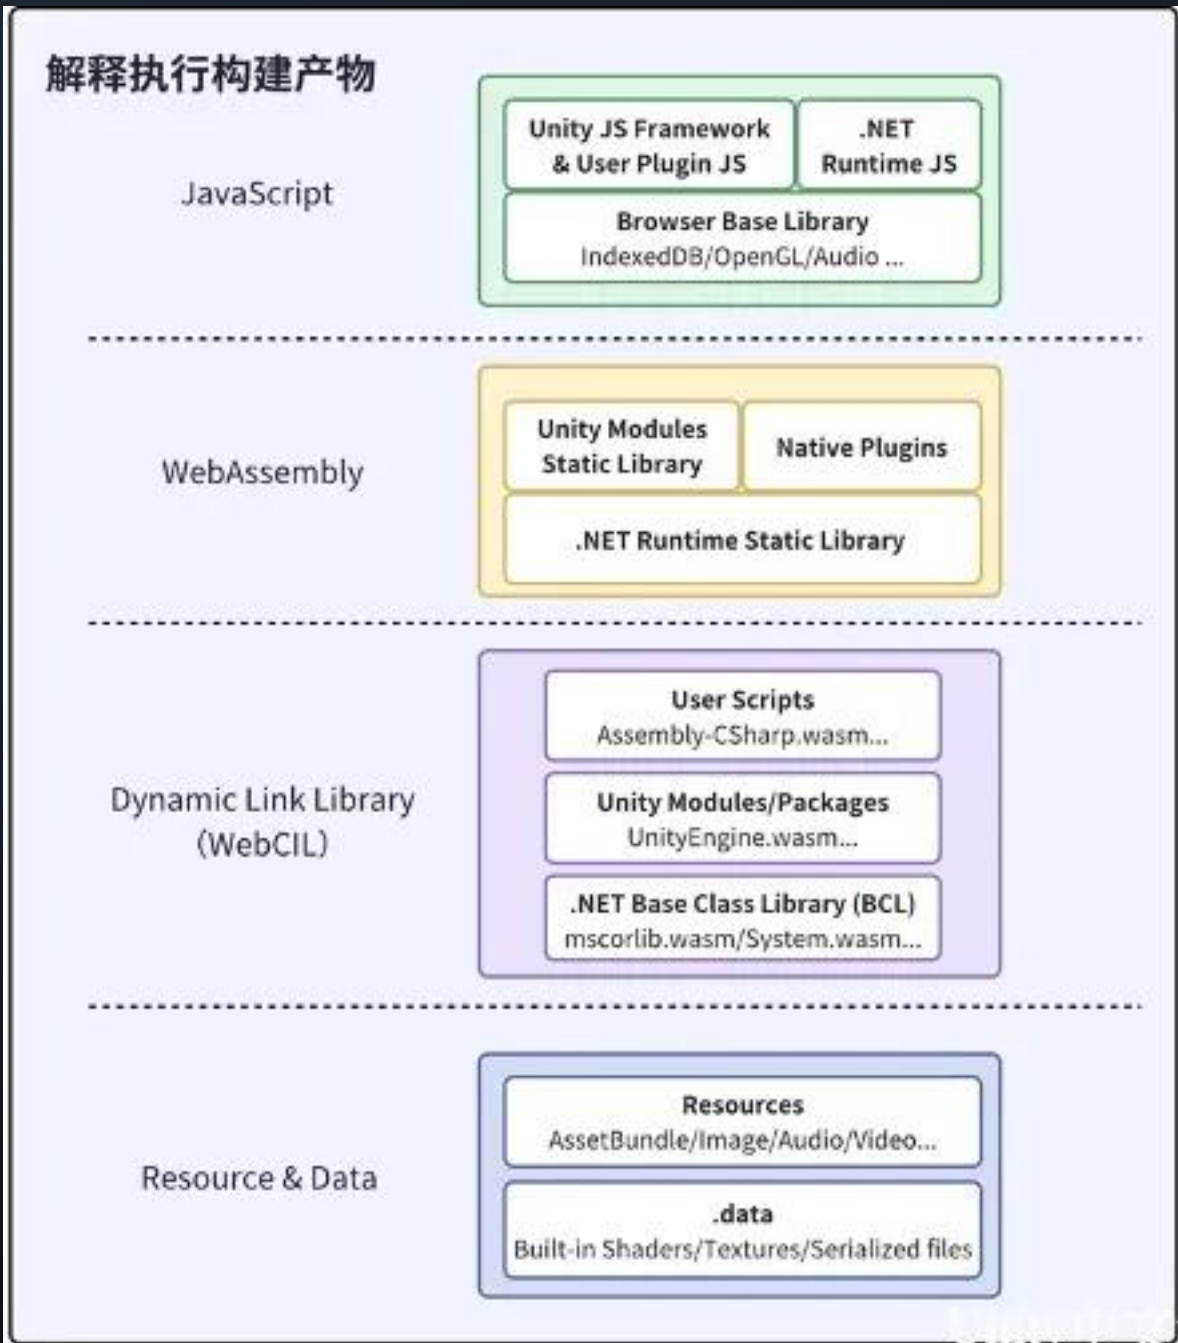 解释执行构建产物
JavaScript
Unity JS Framework
& User Plugin JS
.NET
Runtime JS
Browser Base Library
IndexedDB/OpenGL/Audio ...
WebAssembly
Unity Modules
Static Library
Native Plugins
.NET Runtime Static Library
Dynamic Link Library
（WebCIL）
User Scripts
Assembly-CSharp.wasm...
Unity Modules/Packages
UnityEngine.wasm...
.NET Base Class Library (BCL)
mscorlib.wasm/System.wasm...
Resource & Data
Resources
AssetBundle/Image/Audio/Video...
.data
Built-in Shaders/Textures/Serialized files